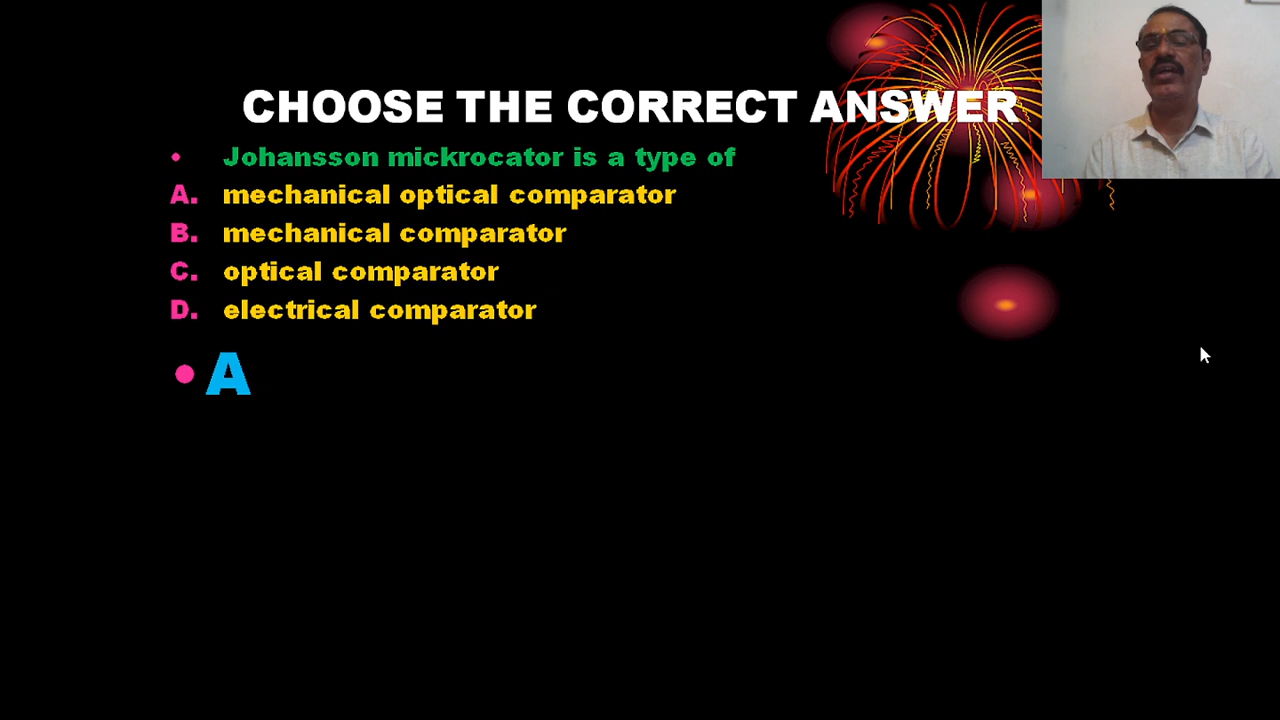 CHOOSE THE CORRECT ANSWER
• Johansson mickrocator is a type of
A. mechanical optical comparator
B. mechanical comparator
C. optical comparator
D. electrical comparator
• A